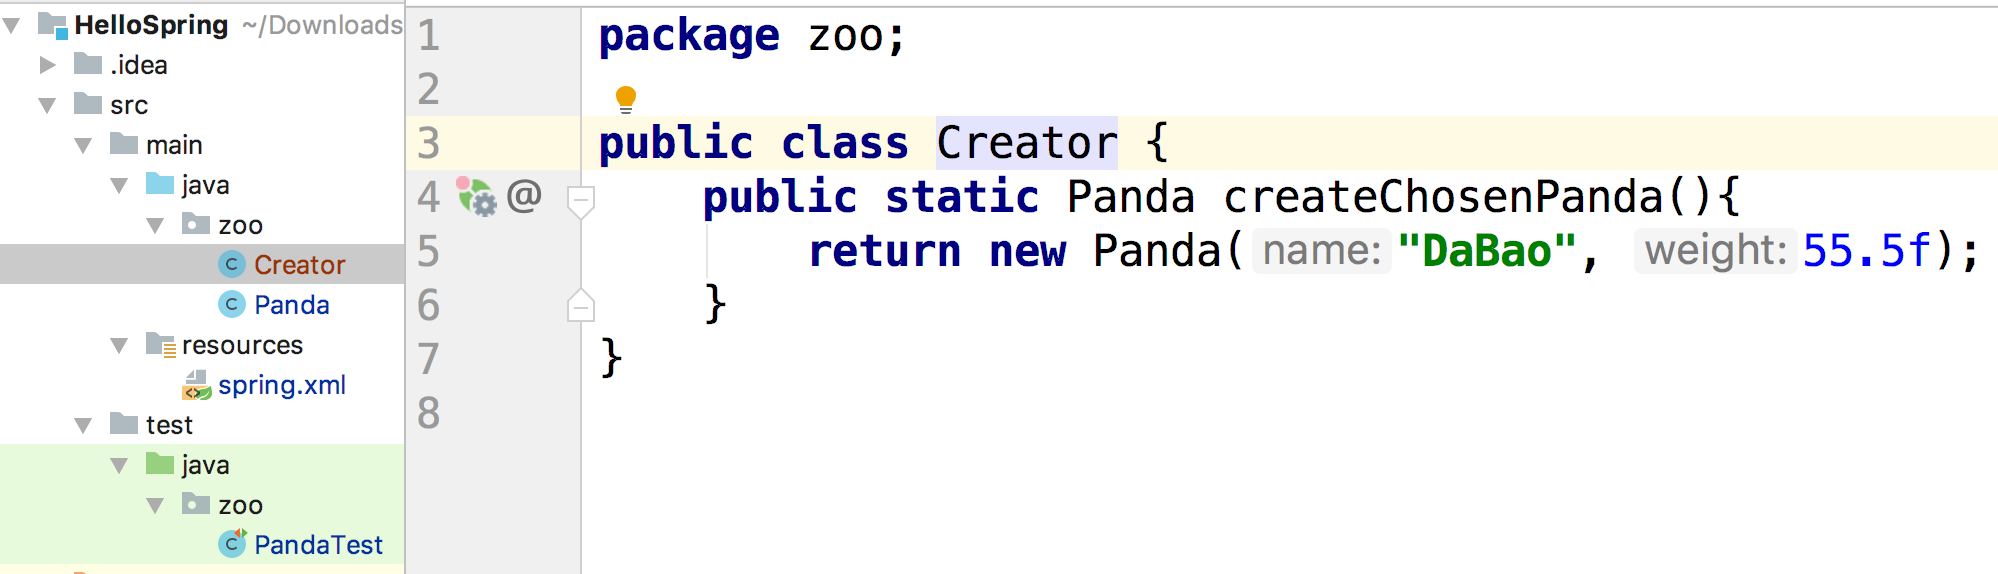 HelloSpring ~/Downloads
.idea
src
main
java
zoo
Creator
Panda
resources
spring.xml
test
java
zoo
PandaTest
1 package zoo;
2
3 public class Creator {
4 @ public static Panda createChosenPanda(){
5 return new Panda( name: "DaBao", weight: 55.5f);
6 }
7 }
8